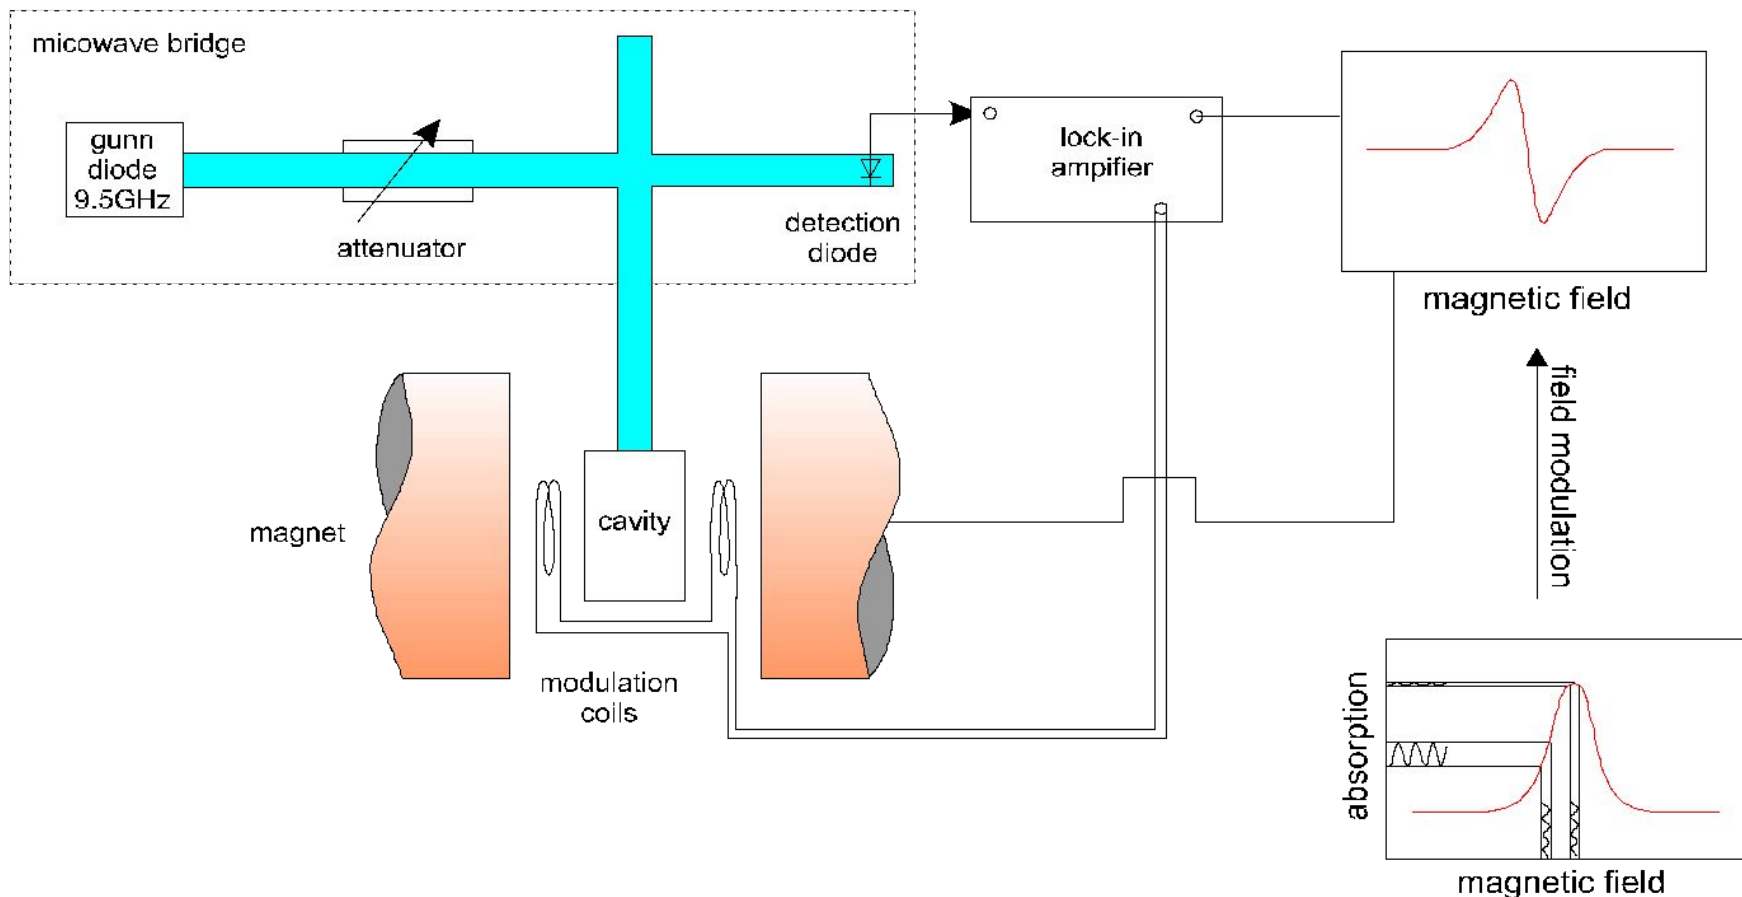 micowave bridge
gunn
diode
9.5GHz
attenuator
detection
diode
lock-in
ampifier
magnetic field
field modulation
magnet
cavity
modulation
coils
absorption
magnetic field